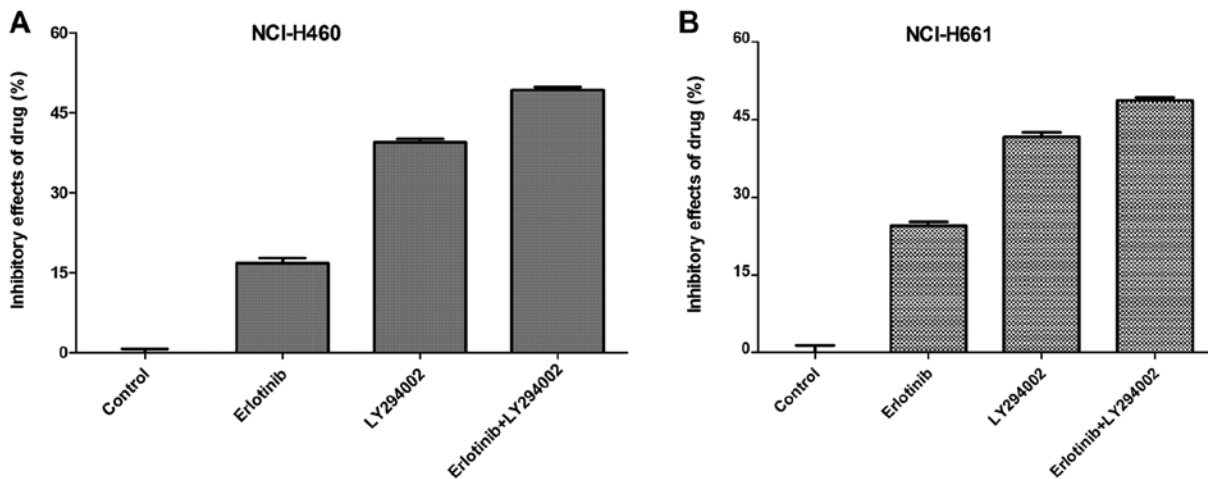 A
NCI-H460
Inhibitory effects of drug (%)
60
45
30
15
0
Control
Erlotinib
LY294002
Erlotinib+LY294002
B
NCI-H661
Inhibitory effects of drug (%)
60
45
30
15
0
Control
Erlotinib
LY294002
Erlotinib+LY294002